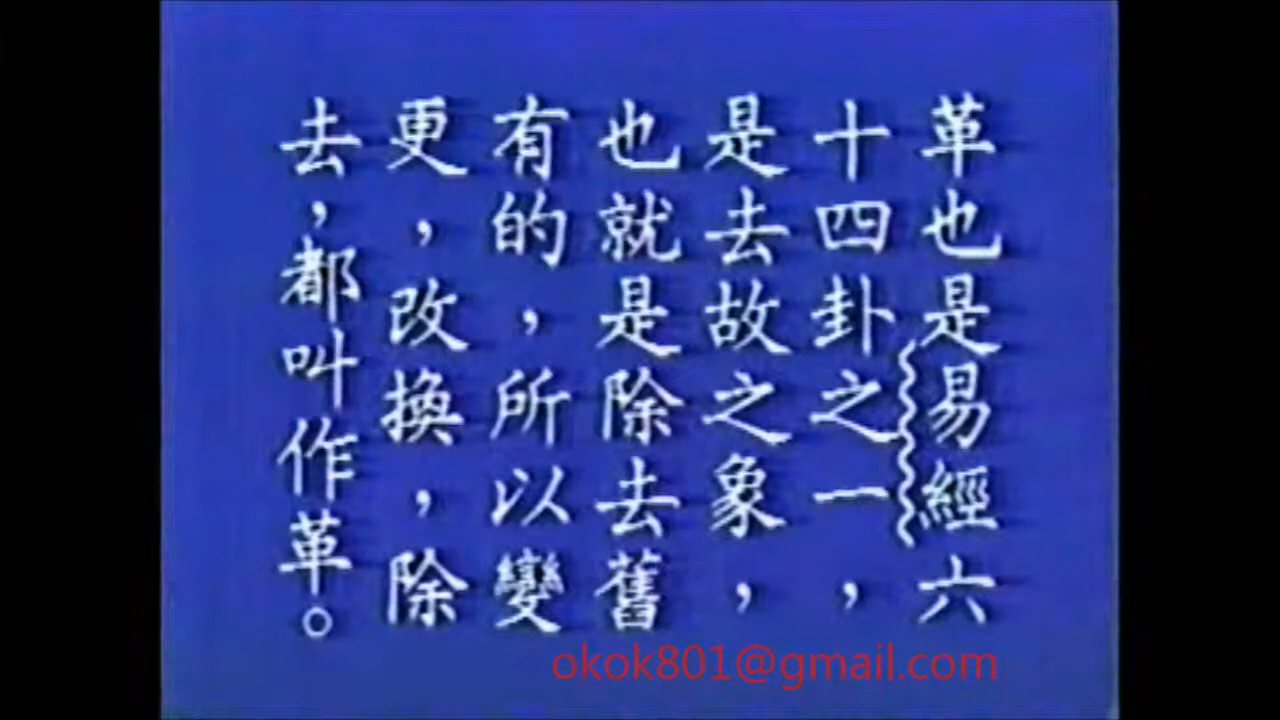 革也是易經六
十四卦之一，
是去故之象，
也就是除去舊
有的，所以變
更，改換，除
去，都叫作革。
okok801@gmail.com